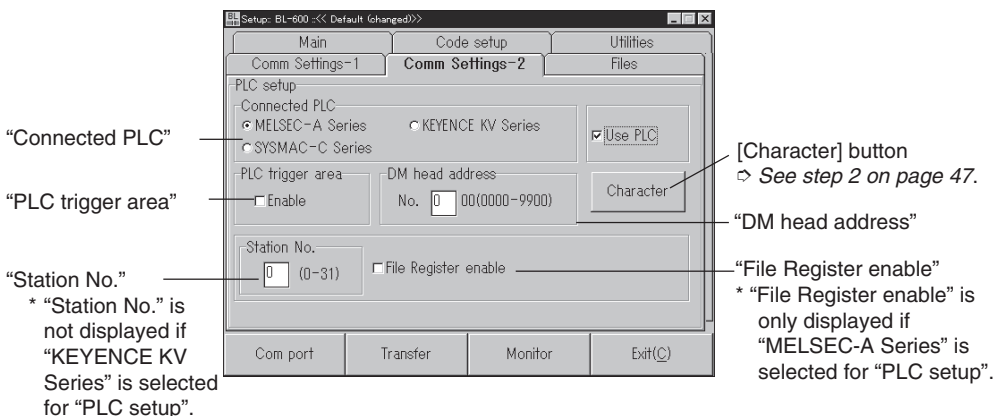 BL Setup:: BL-600 ::<< Default (changed)>>
Main Code setup Utilities
Comm Settings-1 Comm Settings-2 Files
PLC setup
Connected PLC
MELSEC-A Series KEYENCE KV Series
SYSMAC-C Series
Use PLC
PLC trigger area
Enable
DM head address
No. 0 00(0000-9900)
Character
Station No.
0 (0-31)
File Register enable
Com port Transfer Monitor Exit(C)
“Connected PLC”
“PLC trigger area”
“Station No.”
* “Station No.” is
not displayed if
“KEYENCE KV
Series” is selected
for “PLC setup”.
[Character] button
➩ See step 2 on page 47.
“DM head address”
“File Register enable”
* “File Register enable” is
only displayed if
“MELSEC-A Series” is
selected for “PLC setup”.